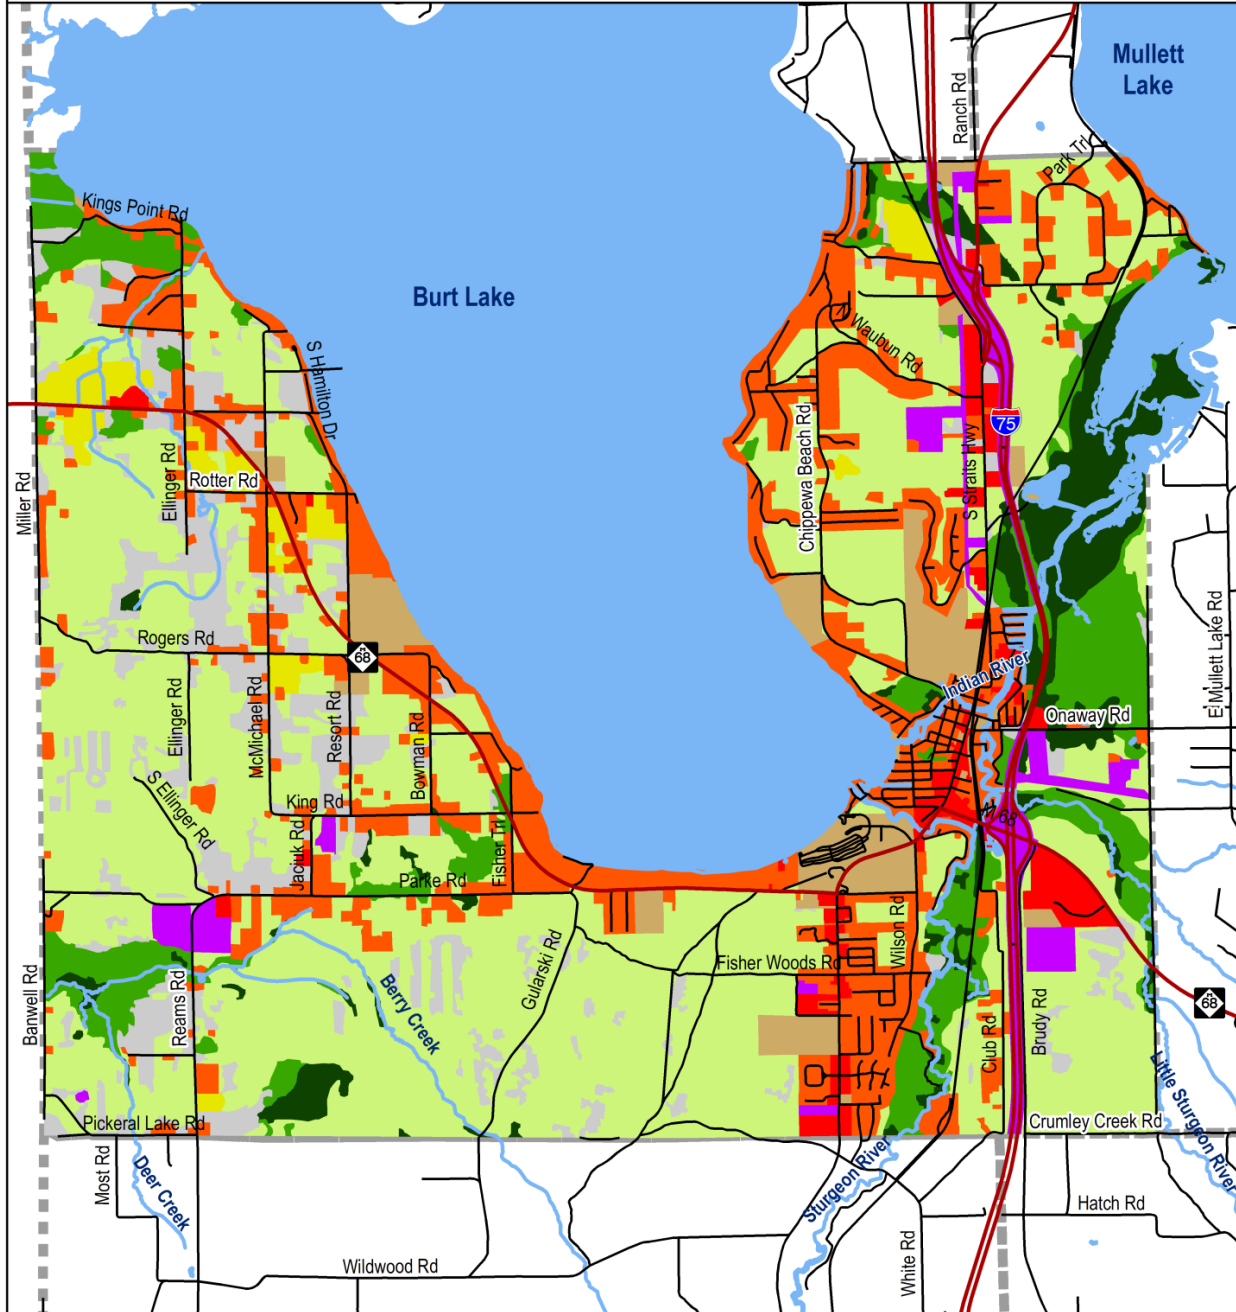 Mullett
Lake
Ranch Rd
Park Trl
Kings Point Rd
Burt Lake
S Hamilton Dr
Waubun Rd
75
Chippewa Beach Rd
S Straits Hwy
Ellinger Rd
Rotter Rd
Miller Rd
Rogers Rd
68
E Mullett Lake Rd
Indian River
Onaway Rd
Ellinger Rd
McMichael Rd
Resort Rd
Bowman Rd
S Ellinger Rd
King Rd
Jaciuk Rd
Fisher Trl
Parke Rd
M 68
Banwell Rd
Reams Rd
Berry Creek
Gularski Rd
Fisher Woods Rd
Wilson Rd
Club Rd
Brudy Rd
68
Little Sturgeon River
Pickeral Lake Rd
Crumley Creek Rd
Most Rd
Deer Creek
Sturgeon River
Hatch Rd
White Rd
Wildwood Rd